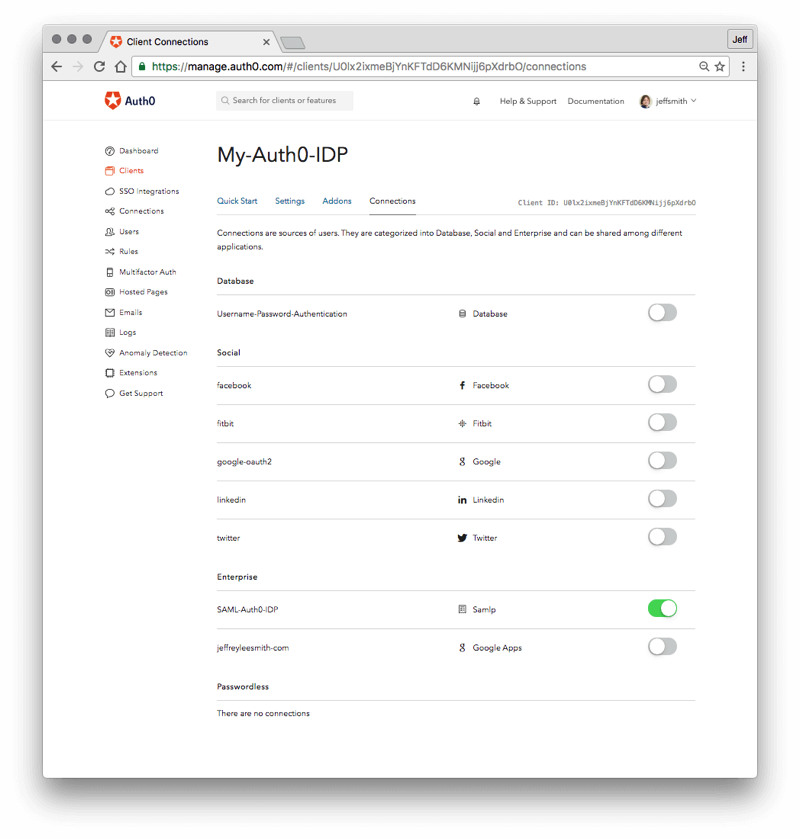 Client Connections
Jeff
https://manage.auth0.com/#/clients/U0lx2ixmeBjYnKFTdD6KMNijj6pXdrbO/connections
Auth0
Search for clients or features
Help & Support
Documentation
jeffsmith
Dashboard
Clients
SSO Integrations
Connections
Users
Rules
Multifactor Auth
Hosted Pages
Emails
Logs
Anomaly Detection
Extensions
Get Support
My-Auth0-IDP
Quick Start
Settings
Addons
Connections
Client ID: U0lx2ixmeBjYnKFTdD6KMNijj6pXdrbO
Connections are sources of users. They are categorized into Database, Social and Enterprise and can be shared among different
applications.
Database
Username-Password-Authentication
Database
Social
facebook
Facebook
fitbit
Fitbit
google-oauth2
Google
linkedin
Linkedin
twitter
Twitter
Enterprise
SAML-Auth0-IDP
Samlp
jeffreyleesmith-com
Google Apps
Passwordless
There are no connections